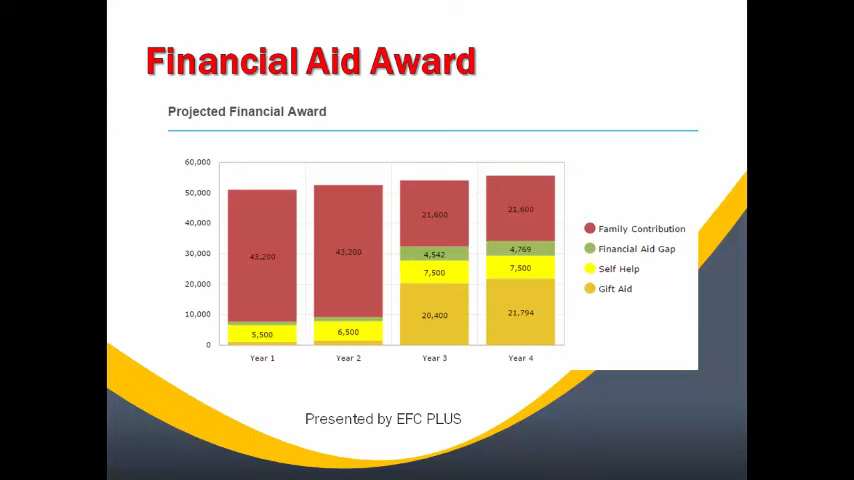 Financial Aid Award
Projected Financial Award
60,000
50,000
40,000
30,000
20,000
10,000
0
43,200
5,500
43,200
6,500
21,600
4,542
7,500
20,400
21,600
4,769
7,500
21,794
Year 1
Year 2
Year 3
Year 4
Family Contribution
Financial Aid Gap
Self Help
Gift Aid
Presented by EFC PLUS